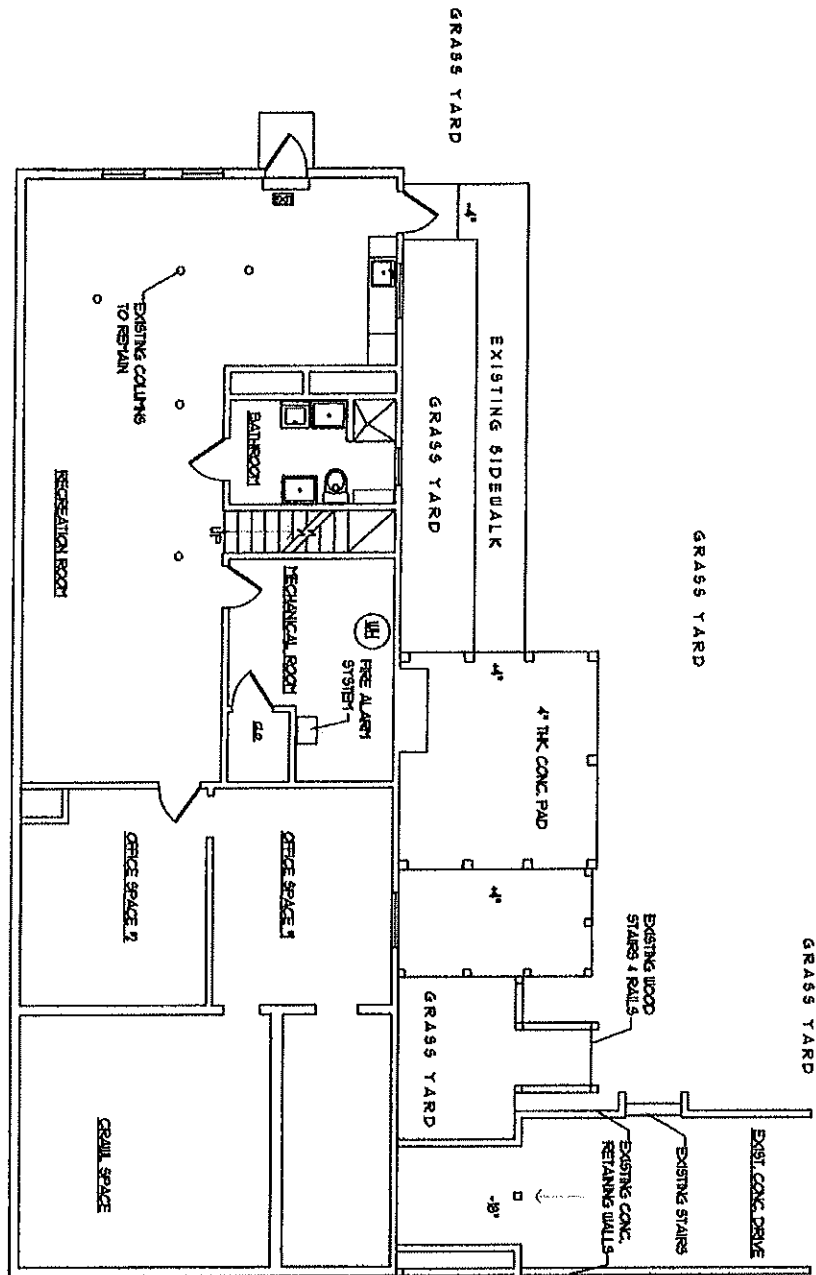 GRASS YARD
-4"
EXISTING SIDEWALK
GRASS YARD
GRASS YARD
EXISTING COLUMNS
TO REMAIN
BATHROOM
UP
RECREATION ROOM
MECHANICAL ROOM
WH
FIRE ALARM
SYSTEM
CLO.
-4"
4" THK. CONC. PAD
-4"
OFFICE SPACE #1
OFFICE SPACE #2
EXISTING WOOD
STAIRS & RAILS
GRASS YARD
GRASS YARD
EXIST. CONC. DRIVE
EXISTING STAIRS
EXISTING CONC.
RETAINING WALLS
-18"
CRAWL SPACE